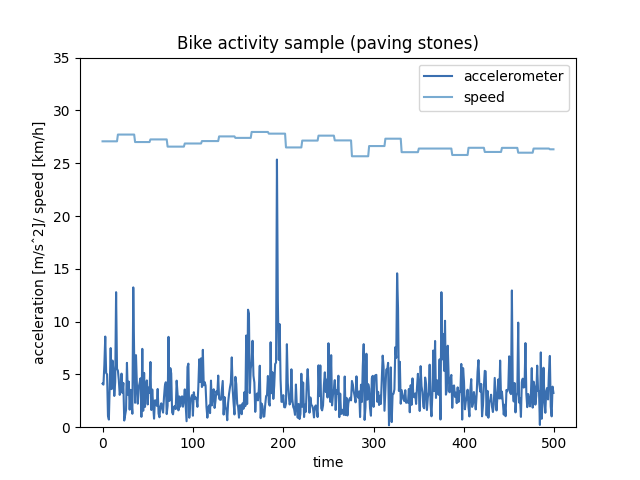 Bike activity sample (paving stones)
accelerometer
speed
35
30
25
20
15
10
5
0
acceleration [m/s^2]/ speed [km/h]
0 100 200 300 400 500
time